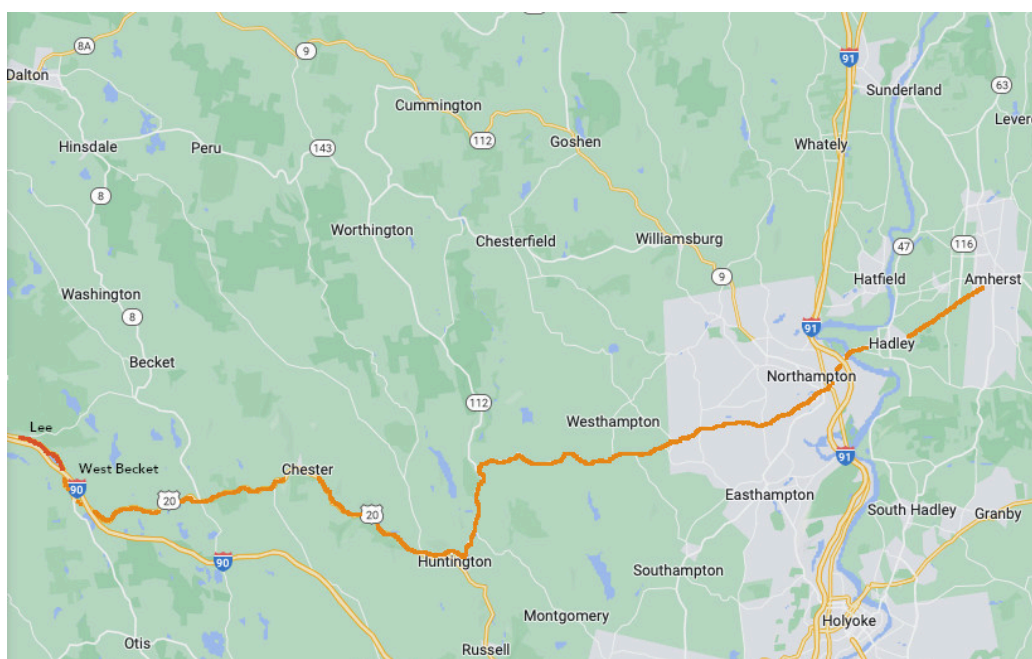 91
8A
9
Dalton
Sunderland
63
Cummington
Levere
112
Goshen
Whately
Hinsdale
Peru
143
8
Worthington
Chesterfield
Williamsburg
47
116
9
Hatfield
Amherst
Washington
8
91
Hadley
Becket
Northampton
112
Westhampton
Lee
West Becket
Chester
91
90
20
Easthampton
20
South Hadley
Granby
90
Huntington
Southampton
Montgomery
Holyoke
Otis
Russell